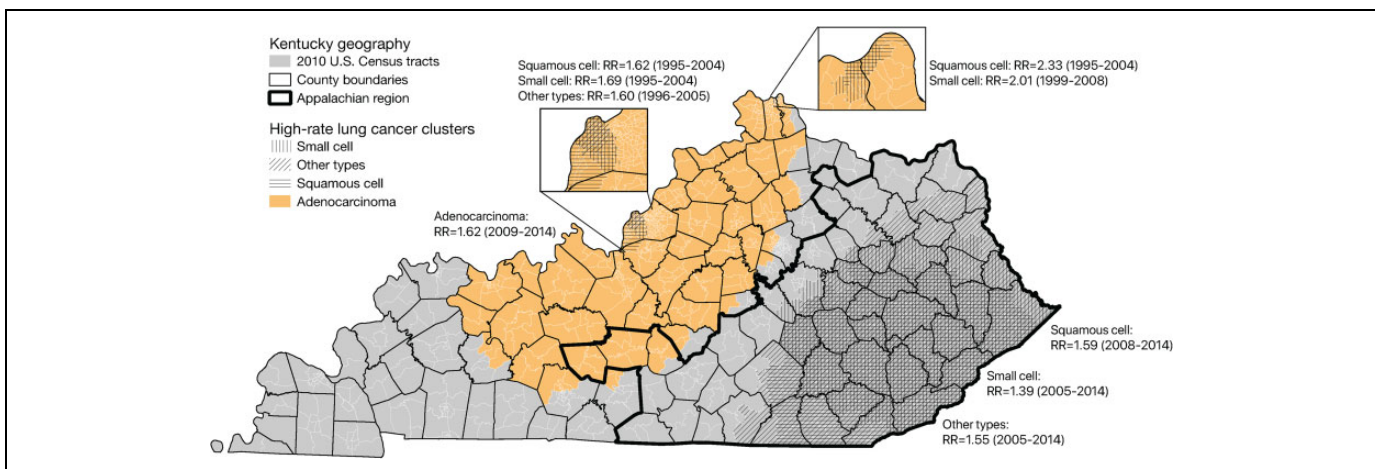 Kentucky geography
2010 U.S. Census tracts
County boundaries
Appalachian region
High-rate lung cancer clusters
Small cell
Other types
Squamous cell
Adenocarcinoma
Squamous cell: RR=1.62 (1995-2004)
Small cell: RR=1.69 (1995-2004)
Other types: RR=1.60 (1996-2005)
Squamous cell: RR=2.33 (1995-2004)
Small cell: RR=2.01 (1999-2008)
Adenocarcinoma:
RR=1.62 (2009-2014)
Squamous cell:
RR=1.59 (2008-2014)
Small cell:
RR=1.39 (2005-2014)
Other types:
RR=1.55 (2005-2014)